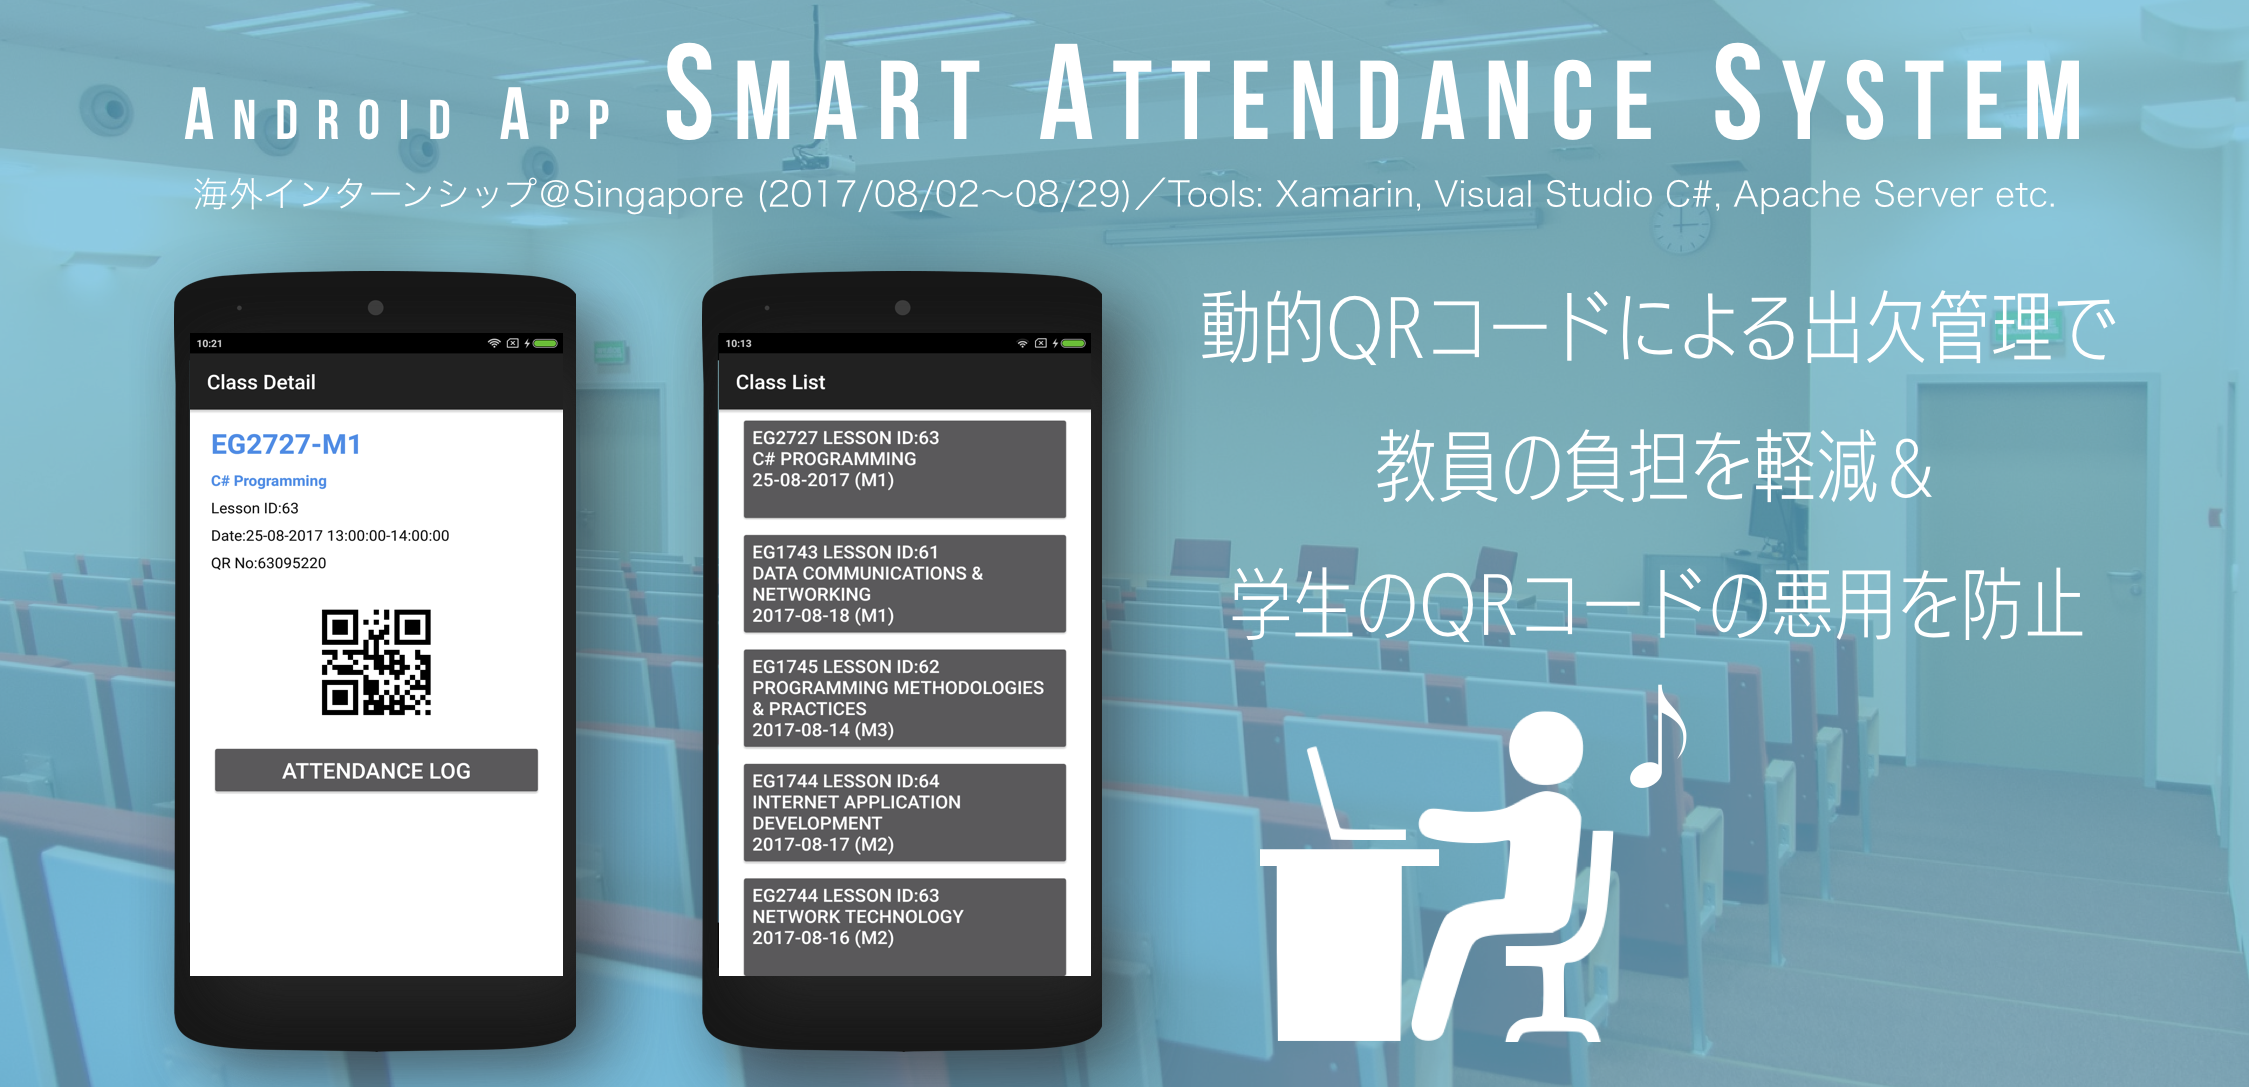 Android App Smart Attendance System
海外インターンシップ@Singapore (2017/08/02〜08/29)／Tools: Xamarin, Visual Studio C#, Apache Server etc.
10:21
Class Detail
EG2727-M1
C# Programming
Lesson ID:63
Date:25-08-2017 13:00:00-14:00:00
QR No:63095220
ATTENDANCE LOG
10:13
Class List
EG2727 LESSON ID:63
C# PROGRAMMING
25-08-2017 (M1)
EG1743 LESSON ID:61
DATA COMMUNICATIONS &
NETWORKING
2017-08-18 (M1)
EG1745 LESSON ID:62
PROGRAMMING METHODOLOGIES
& PRACTICES
2017-08-14 (M3)
EG1744 LESSON ID:64
INTERNET APPLICATION
DEVELOPMENT
2017-08-17 (M2)
EG2744 LESSON ID:63
NETWORK TECHNOLOGY
2017-08-16 (M2)
動的QRコードによる出欠管理で
教員の負担を軽減＆
学生のQRコードの悪用を防止